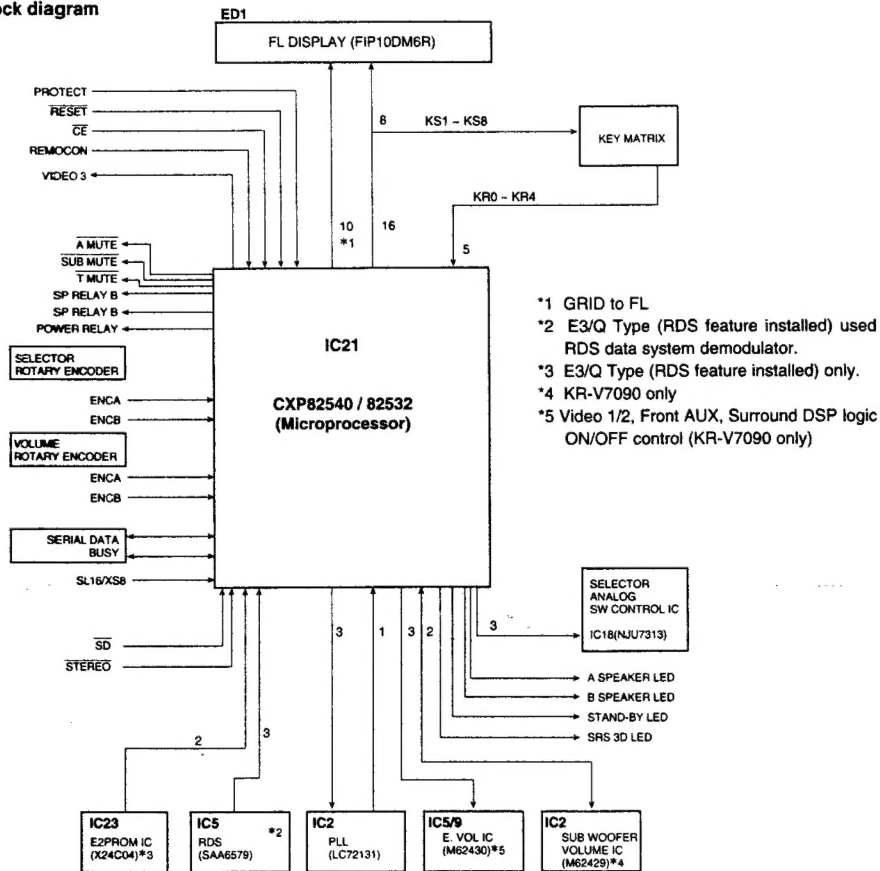 ock diagram
ED1
FL DISPLAY (FIP10DM6R)
PROTECT
RESET
CE
REMOCON
VIDEO 3
8
KS1 - KS8
KEY MATRIX
KR0 - KR4
10
*1
16
5
A MUTE
SUB MUTE
T MUTE
SP RELAY B
SP RELAY B
POWER RELAY
SELECTOR
ROTARY ENCODER
ENCA
ENCB
VOLUME
ROTARY ENCODER
ENCA
ENCB
SERIAL DATA
BUSY
SL16/XS8
IC21
CXP82540 / 82532
(Microprocessor)
*1 GRID to FL
*2 E3/Q Type (RDS feature installed) used
RDS data system demodulator.
*3 E3/Q Type (RDS feature installed) only.
*4 KR-V7090 only
*5 Video 1/2, Front AUX, Surround DSP logic
ON/OFF control (KR-V7090 only)
SD
STEREO
2
3
3
1
3
2
3
SELECTOR
ANALOG
SW CONTROL IC
IC18(NJU7313)
A SPEAKER LED
B SPEAKER LED
STAND-BY LED
SRS 3D LED
IC23
E2PROM IC
(X24C04)*3
IC5
*2
RDS
(SAA6579)
IC2
PLL
(LC72131)
IC5/9
E. VOL IC
(M62430)*5
IC2
SUB WOOFER
VOLUME IC
(M62429)*4